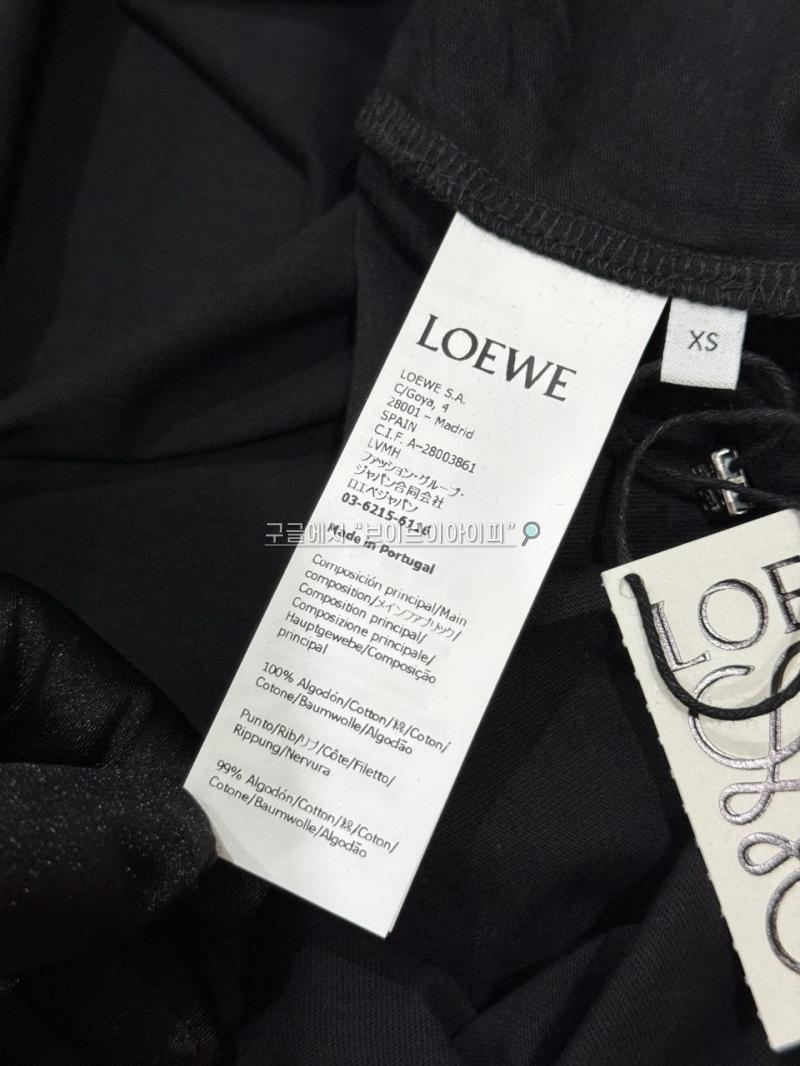 LOEWE
LOEWE S.A.
C/Goya, 4
28001 - Madrid
SPAIN
C.I.F. A-28003861
LVMH
ファッション・グループ・
ジャパン合同会社
ロエベジャパン
03-6215-6116
Made in Portugal
Composición principal/Main
composition/メインファブリック/
Composition principal/
Composizione principale/
Hauptgewebe/Composição
principal
100% Algodón/Cotton/綿/Coton/
Cotone/Baumwolle/Algodão
Punto/Rib/リブ/Côte/Filetto/
Rippung/Nervura
99% Algodón/Cotton/綿/Coton/
Cotone/Baumwolle/Algodão
XS
구글에서 “브이브이아이피”
LOE